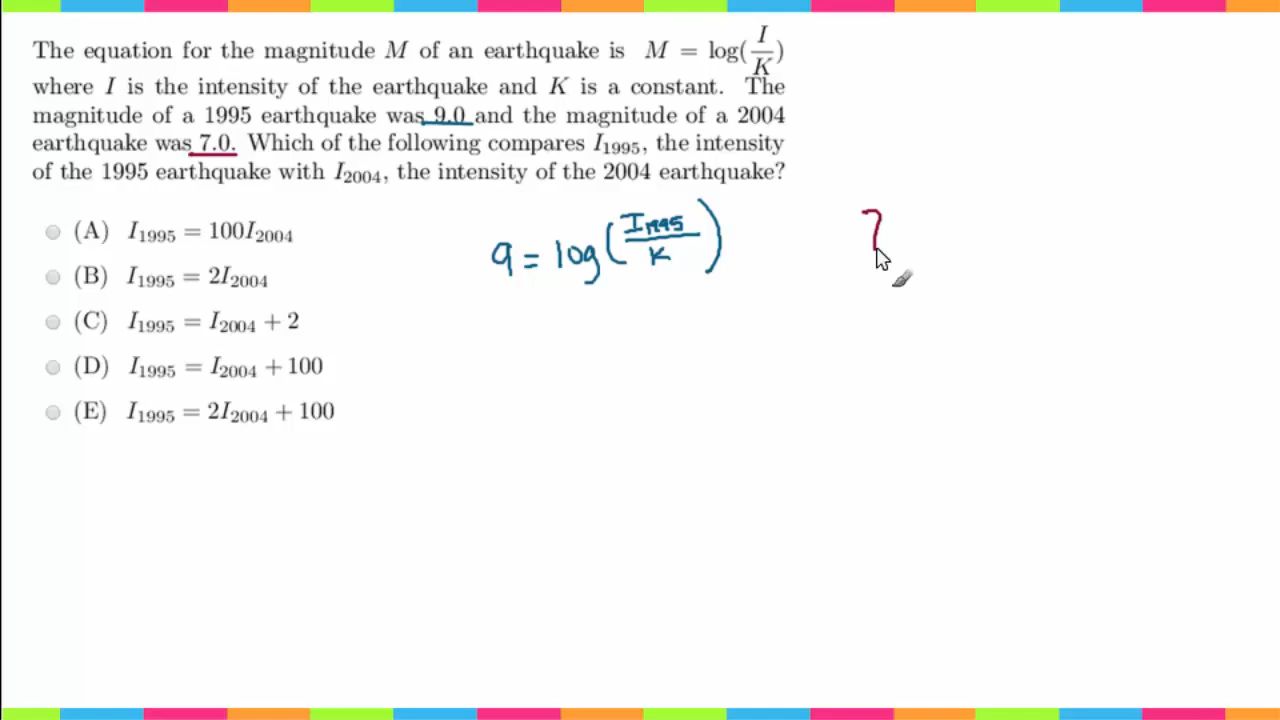 The equation for the magnitude M of an earthquake is M = log(I/K)
where I is the intensity of the earthquake and K is a constant. The
magnitude of a 1995 earthquake was 9.0 and the magnitude of a 2004
earthquake was 7.0. Which of the following compares I₁₉₉₅, the intensity
of the 1995 earthquake with I₂₀₀₄, the intensity of the 2004 earthquake?
(A) I₁₉₉₅ = 100I₂₀₀₄
(B) I₁₉₉₅ = 2I₂₀₀₄
(C) I₁₉₉₅ = I₂₀₀₄ + 2
(D) I₁₉₉₅ = I₂₀₀₄ + 100
(E) I₁₉₉₅ = 2I₂₀₀₄ + 100
9 = log(I₁₉₉₅/K)
7